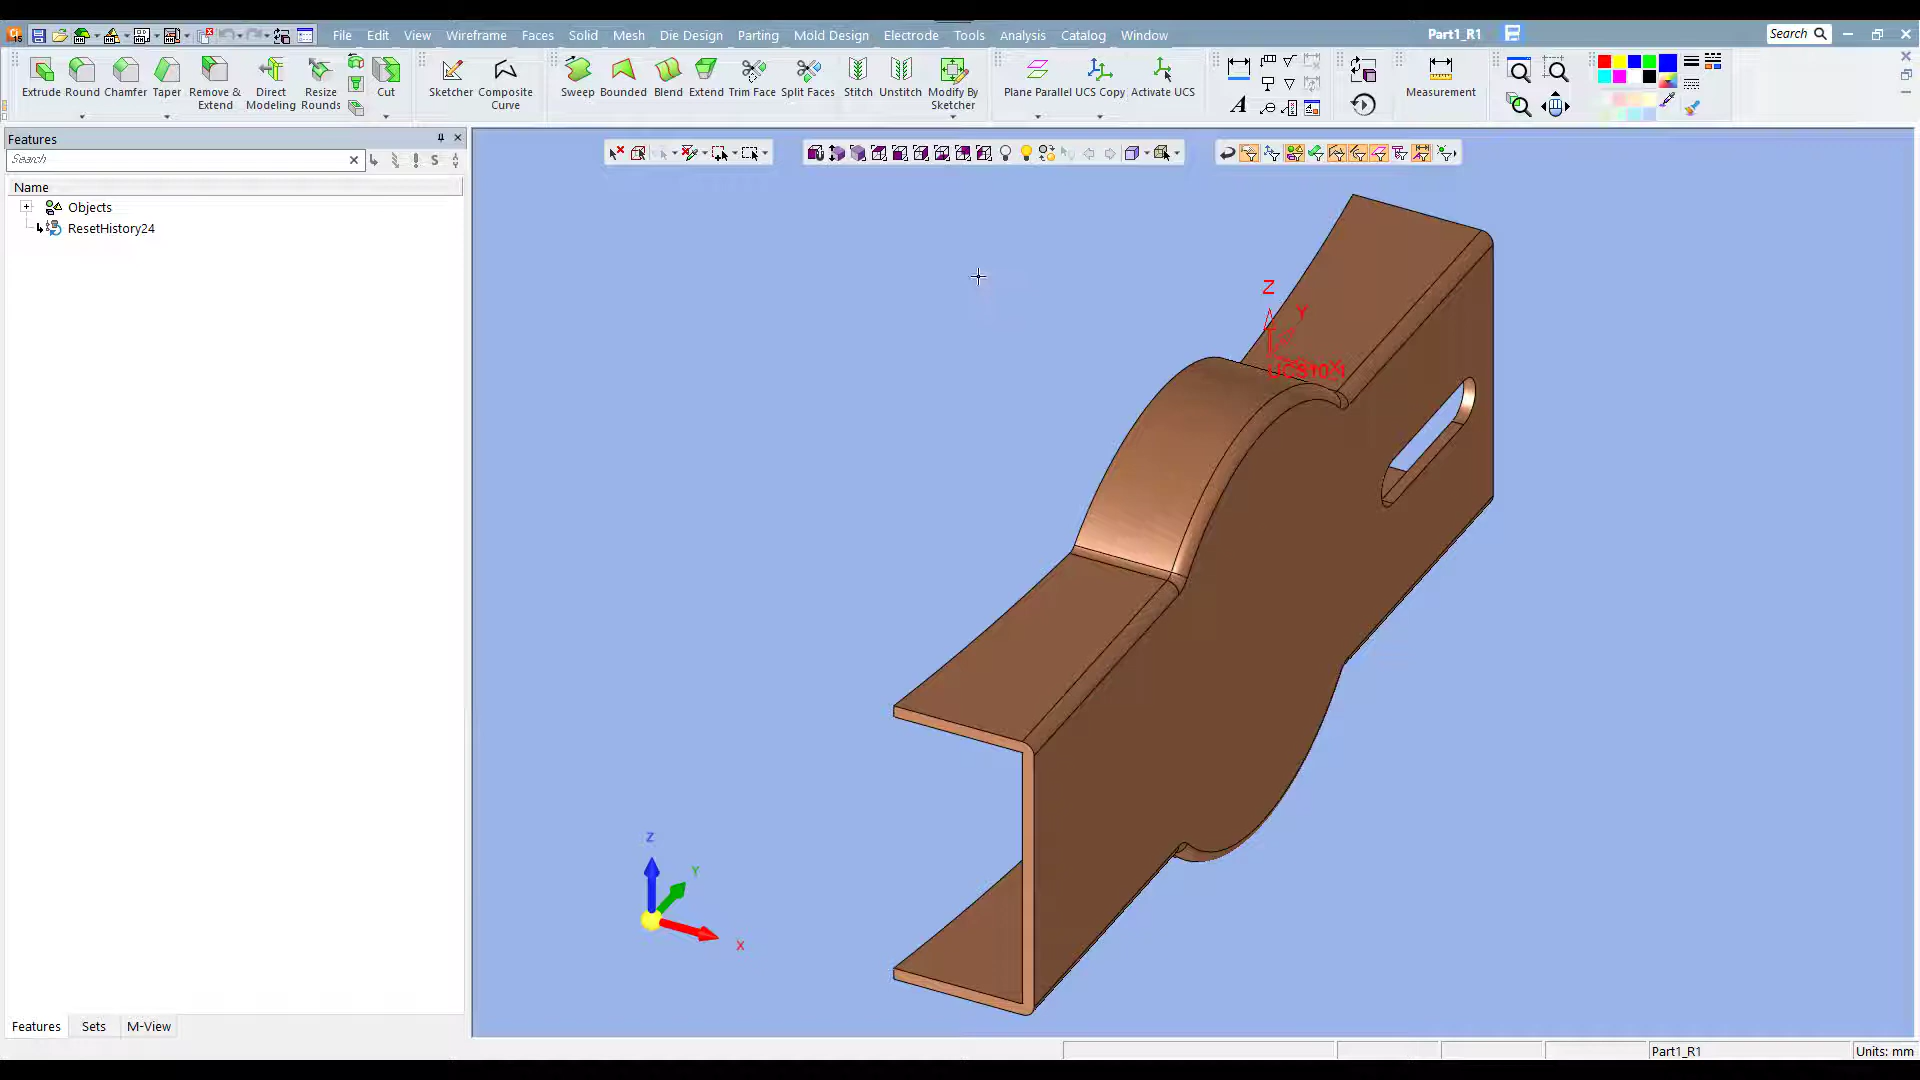 File Edit View Wireframe Faces Solid Mesh Die Design Parting Mold Design Electrode Tools Analysis Catalog Window
Part1_R1
Search
Extrude Round Chamfer Taper Remove & Extend Direct Modeling Resize Rounds Cut
Sketcher Composite Curve
Sweep Bounded Blend Extend Trim Face Split Faces Stitch Unstitch Modify By Sketcher
Plane Parallel UCS Copy Activate UCS
A
Measurement
Features
Search
S
Name
Objects
ResetHistory24
Z
Y
Z
Y
X
Features Sets M-View
Part1_R1
Units: mm